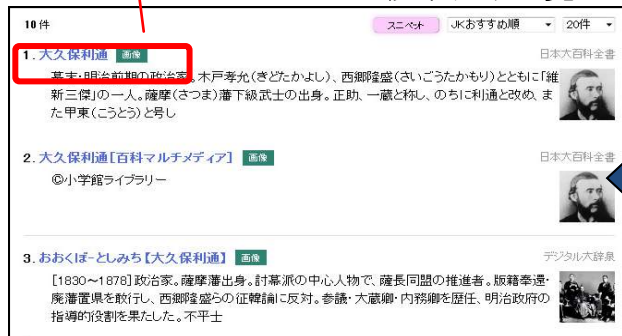 10件 スニペット JKおすすめ順 20件
1. 大久保利通 画像 日本大百科全書
幕末・明治前期の政治家。木戸孝允(きどたかよし)、西郷隆盛(さいごうたかもり)とともに「維
新三傑」の一人。薩摩(さつま)藩下級武士の出身。正助、一蔵と称し、のちに利通と改め、ま
た甲東(こうとう)と号し
2. 大久保利通[百科マルチメディア] 画像 日本大百科全書
©小学館ライブラリー
3. おおくぼ‐としみち【大久保利通】 画像 デジタル大辞泉
[1830~1878]政治家。薩摩藩出身。討幕派の中心人物で、薩長同盟の推進者。版籍奉還・
廃藩置県を敢行し、西郷隆盛らの征韓論に反対。参議・大蔵卿・内務卿を歴任、明治政府の
指導的役割を果たした。不平士